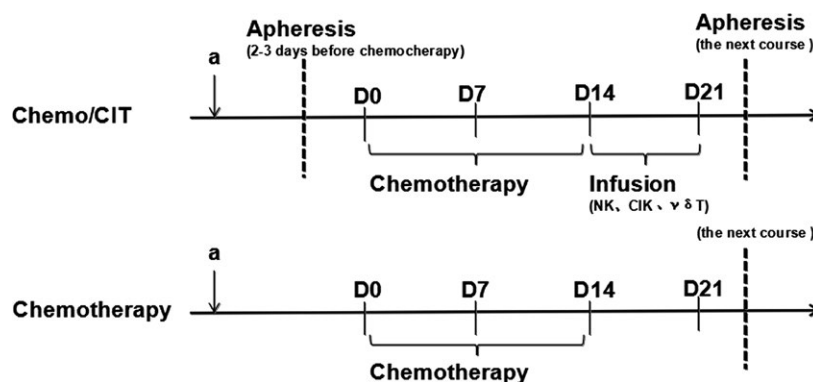 Apheresis
(2-3 days before chemocherapy)
Apheresis
(the next course )
a
D0 D7 D14 D21
Chemo/CIT
Chemotherapy Infusion
(NK、CIK、γ δ T)
(the next course )
a
D0 D7 D14 D21
Chemotherapy
Chemotherapy